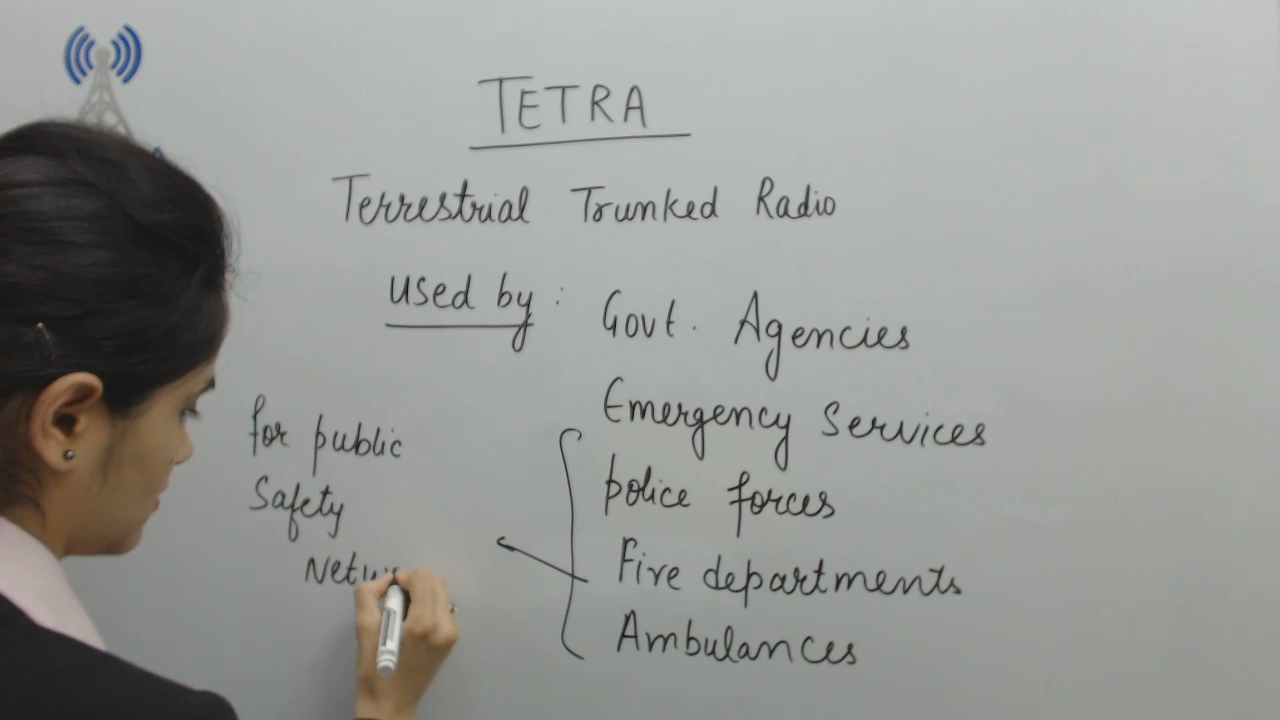 TETRA
Terrestrial Trunked Radio
used by : Govt. Agencies
Emergency Services
police forces
Fire departments
Ambulances
for public
Safety